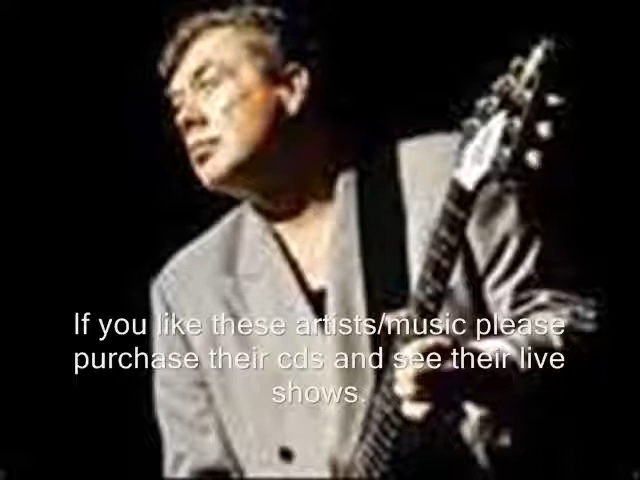 If you like these artists/music please
purchase their cds and see their live
shows.